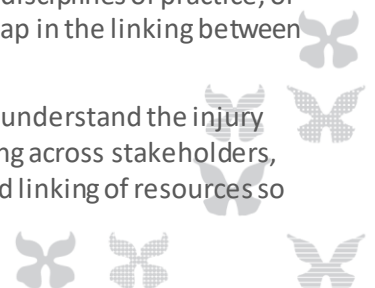 disciplines of practice, or
ap in the linking between
understand the injury
ng across stakeholders,
d linking of resources so